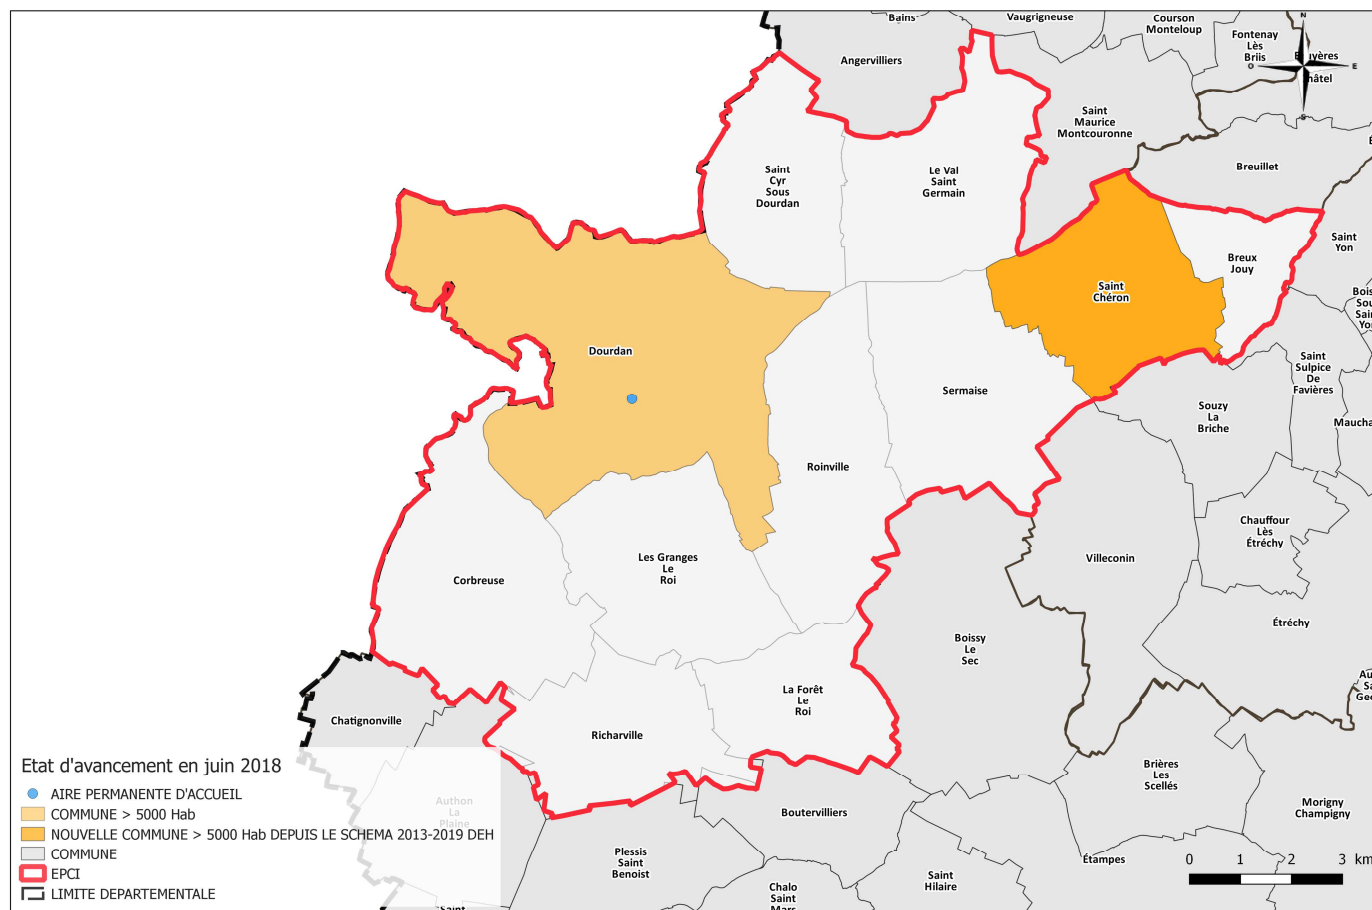 Bains
Vaugrigneuse
Courson
Monteloup
Fontenay
Lès
Briis
N
O
E
S
Angervilliers
Saint
Maurice
Montcouronne
Breuillet
Saint
Cyr
Sous
Dourdan
Le Val
Saint
Germain
Saint
Yon
Breux
Jouy
Saint
Chéron
Dourdan
Saint
Sulpice
De
Favières
Sermaise
Souzy
La
Briche
Roinville
Chauffour
Lès
Étréchy
Villeconin
Les Granges
Le
Roi
Corbreuse
Étréchy
Boissy
Le
Sec
La Forêt
Le
Roi
Chatignonville
Richarville
Brières
Les
Scellés
Morigny
Champigny
Boutervilliers
Authon
La
Plaine
Plessis
Saint
Benoist
Étampes
Saint
Hilaire
Chalo
Saint
Mars
Saint
Etat d'avancement en juin 2018
AIRE PERMANENTE D'ACCUEIL
COMMUNE > 5000 Hab
NOUVELLE COMMUNE > 5000 Hab DEPUIS LE SCHEMA 2013-2019 DEH
COMMUNE
EPCI
LIMITE DEPARTEMENTALE
0 1 2 3 km